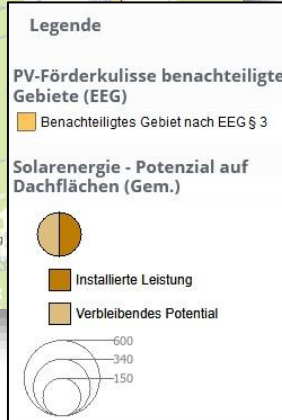 Legende
PV-Förderkulisse benachteiligte
Gebiete (EEG)
Benachteiligtes Gebiet nach EEG § 3
Solarenergie - Potenzial auf
Dachflächen (Gem.)
Installierte Leistung
Verbleibendes Potential
600
340
150